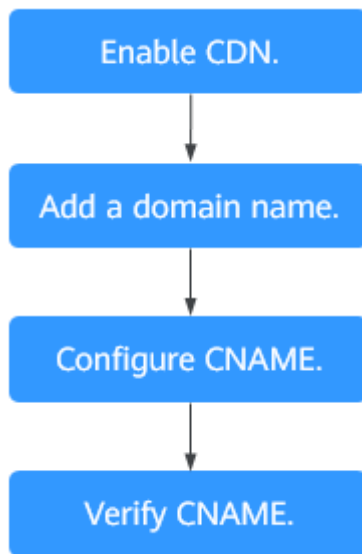 Enable CDN.
Add a domain name.
Configure CNAME.
Verify CNAME.